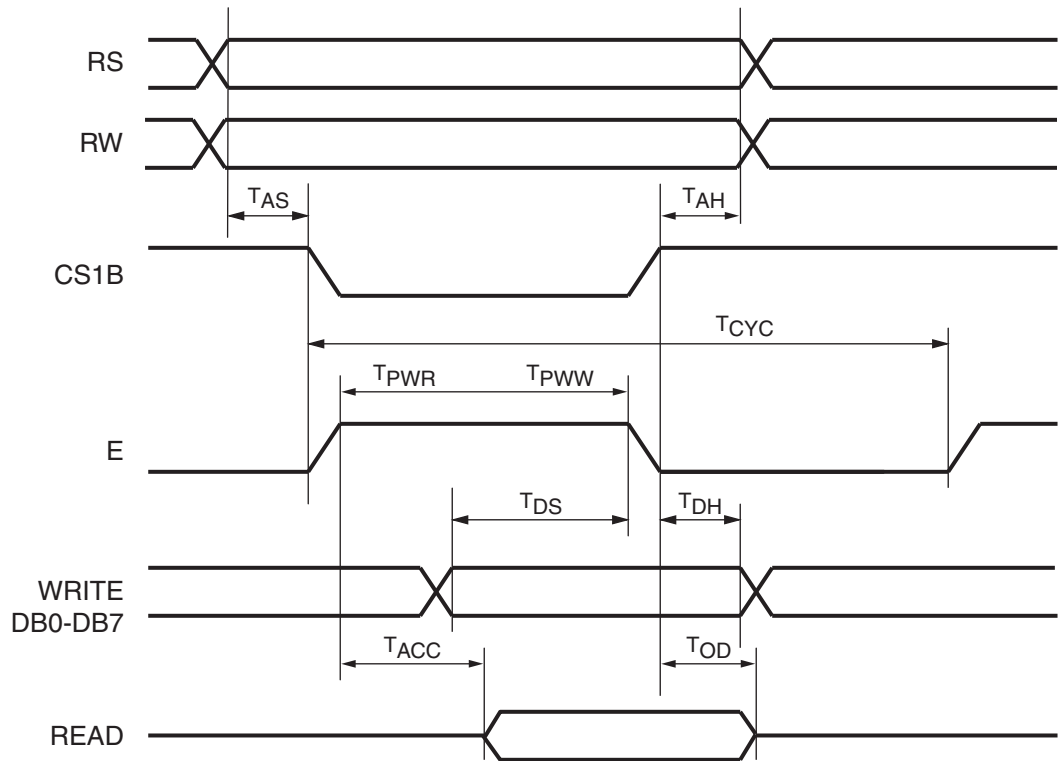 RS
RW
TAS TAH
CS1B
TCYC
TPWR TPWW
E
TDS TDH
WRITE
DB0-DB7
TACC TOD
READ